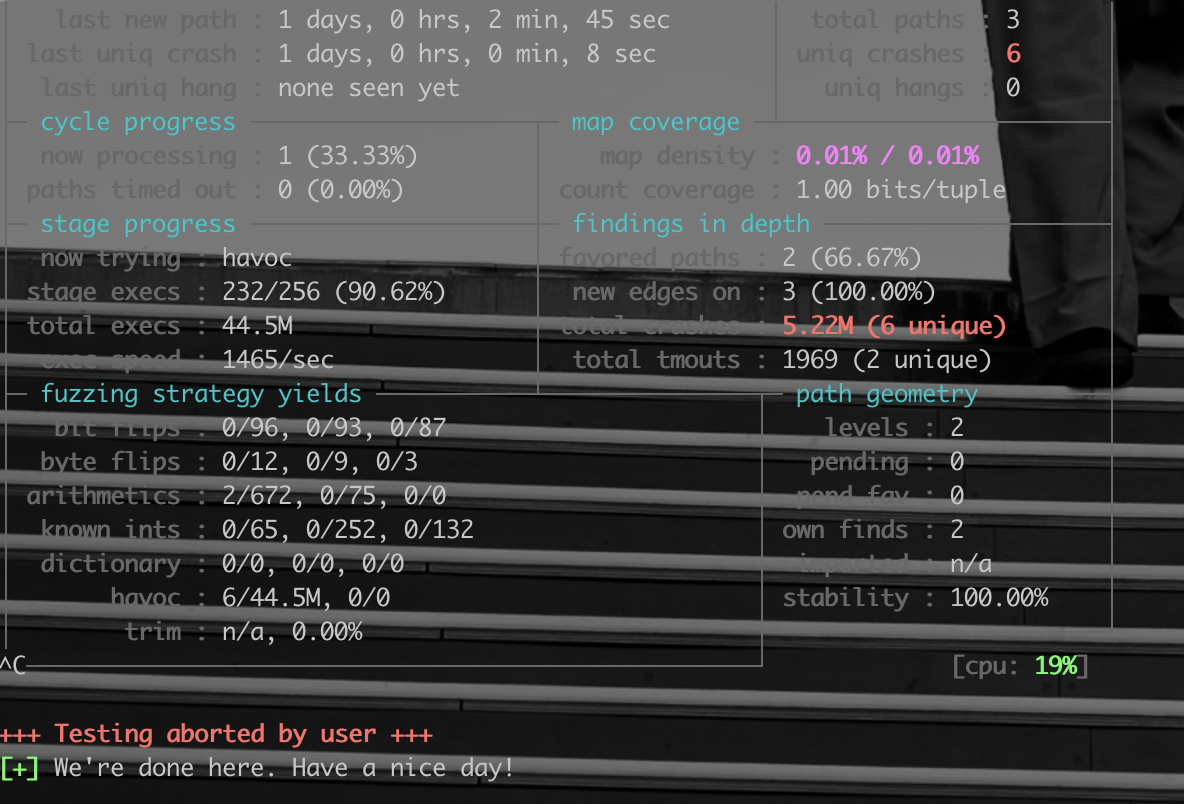 last new path : 1 days, 0 hrs, 2 min, 45 sec total paths : 3
last uniq crash : 1 days, 0 hrs, 0 min, 8 sec uniq crashes : 6
last uniq hang : none seen yet uniq hangs : 0
cycle progress map coverage
now processing : 1 (33.33%) map density : 0.01% / 0.01%
paths timed out : 0 (0.00%) count coverage : 1.00 bits/tuple
stage progress findings in depth
now trying : havoc favored paths : 2 (66.67%)
stage execs : 232/256 (90.62%) new edges on : 3 (100.00%)
total execs : 44.5M total crashes : 5.22M (6 unique)
exec speed : 1465/sec total tmouts : 1969 (2 unique)
fuzzing strategy yields path geometry
bit flips : 0/96, 0/93, 0/87 levels : 2
byte flips : 0/12, 0/9, 0/3 pending : 0
arithmetics : 2/672, 0/75, 0/0 pend fav : 0
known ints : 0/65, 0/252, 0/132 own finds : 2
dictionary : 0/0, 0/0, 0/0 imported : n/a
havoc : 6/44.5M, 0/0 stability : 100.00%
trim : n/a, 0.00%
^C [cpu: 19%]
+++ Testing aborted by user +++
[+] We're done here. Have a nice day!